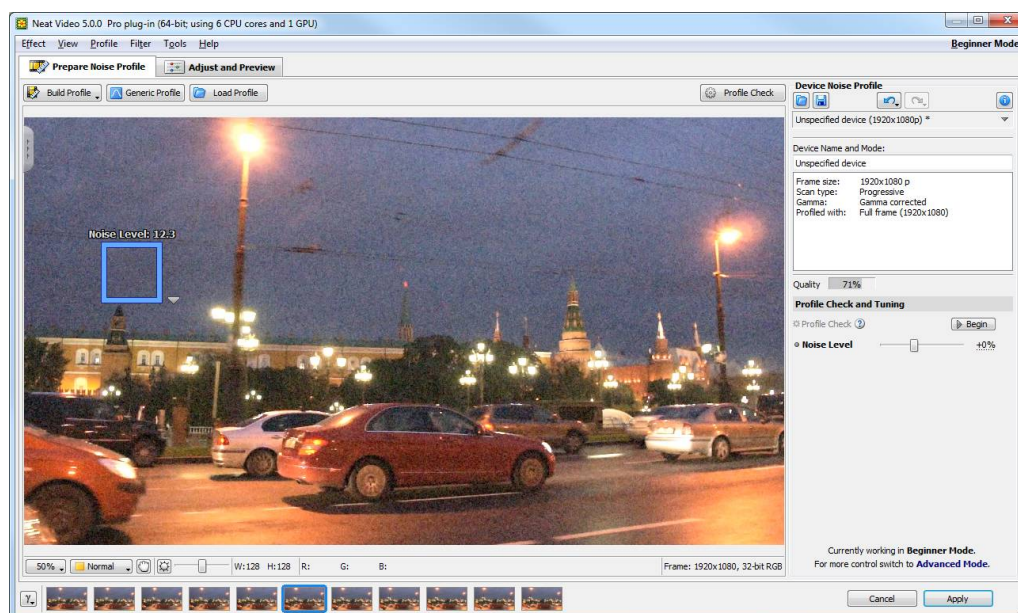 Neat Video 5.0.0 Pro plug-in (64-bit; using 6 CPU cores and 1 GPU)
Effect View Profile Filter Tools Help Beginner Mode
Prepare Noise Profile Adjust and Preview
Build Profile Generic Profile Load Profile Profile Check
Device Noise Profile
Unspecified device (1920x1080p) *
Device Name and Mode:
Unspecified device
Frame size: 1920x1080 p
Scan type: Progressive
Gamma: Gamma corrected
Profiled with: Full frame (1920x1080)
Noise Level: 12.3
Quality 71%
Profile Check and Tuning
Profile Check Begin
Noise Level +0%
Currently working in Beginner Mode.
For more control switch to Advanced Mode.
50% Normal W:128 H:128 R: G: B: Frame: 1920x1080, 32-bit RGB
Cancel Apply